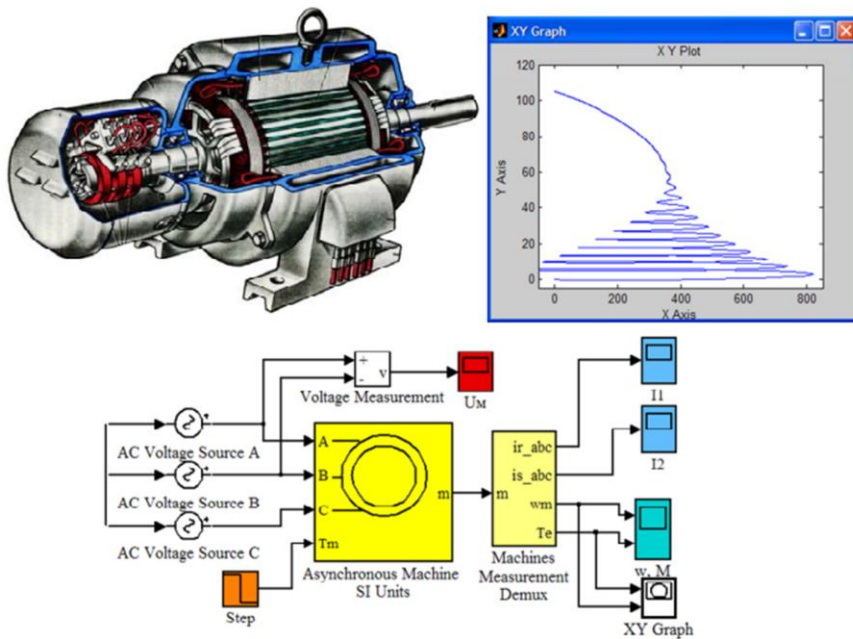 XY Graph
X Y Plot
120
100
80
60
40
20
0
Y Axis
0
200
400
600
800
X Axis
+
-
v
Voltage Measurement
Uм
I1
I2
AC Voltage Source A
AC Voltage Source B
AC Voltage Source C
Step
A
B
C
Tm
m
Asynchronous Machine
SI Units
m
ir_abc
is_abc
wm
Te
Machines
Measurement
Demux
w, M
XY Graph